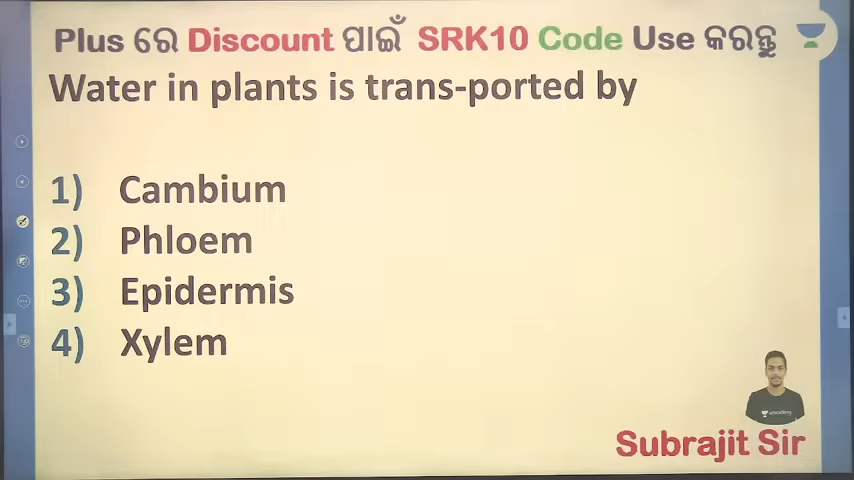 Plus ରେ Discount ପାଇଁ SRK10 Code Use କରନ୍ତୁ
Water in plants is trans-ported by
1) Cambium
2) Phloem
3) Epidermis
4) Xylem
unacademy
Subrajit Sir